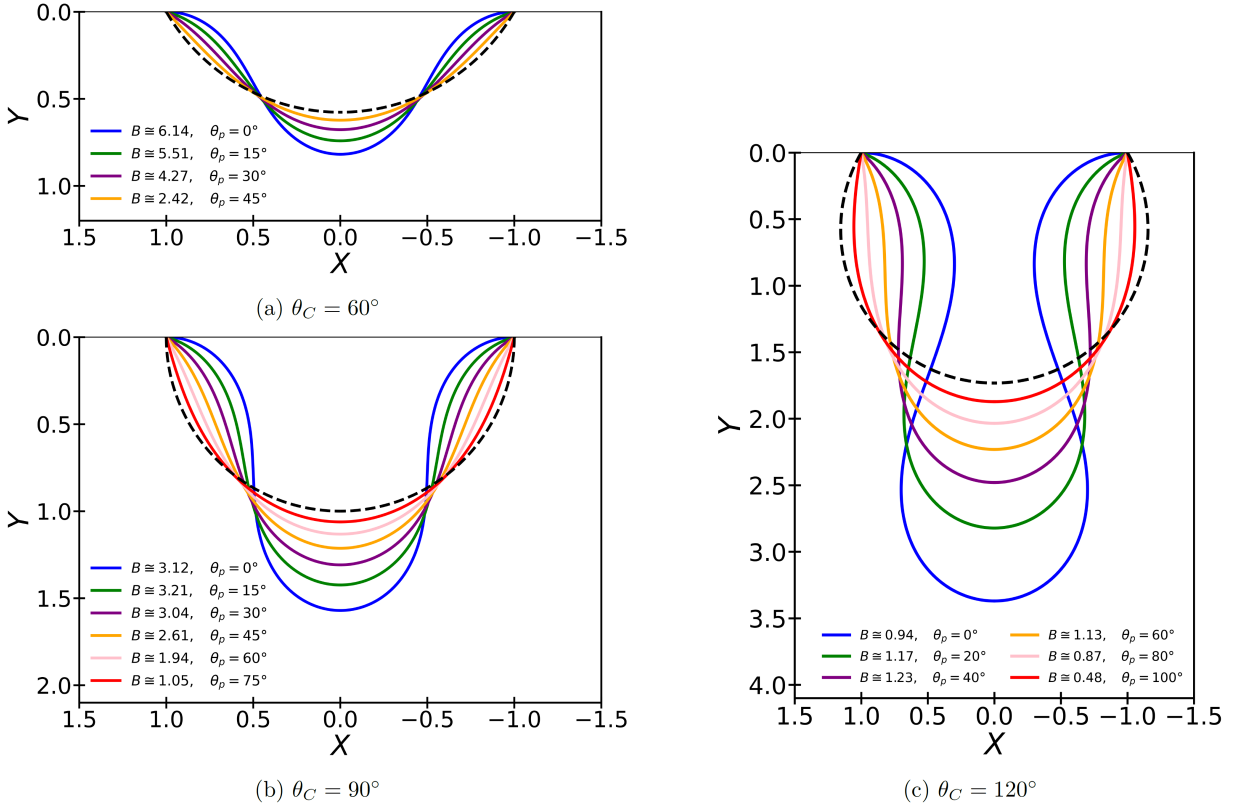 0.0
0.5
1.0
Y
B ≅ 6.14, θp = 0°
B ≅ 5.51, θp = 15°
B ≅ 4.27, θp = 30°
B ≅ 2.42, θp = 45°
1.5 1.0 0.5 0.0 −0.5 −1.0 −1.5
X
(a) θC = 60°
0.0
0.5
1.0
1.5
2.0
Y
B ≅ 3.12, θp = 0°
B ≅ 3.21, θp = 15°
B ≅ 3.04, θp = 30°
B ≅ 2.61, θp = 45°
B ≅ 1.94, θp = 60°
B ≅ 1.05, θp = 75°
1.5 1.0 0.5 0.0 −0.5 −1.0 −1.5
X
(b) θC = 90°
0.0
0.5
1.0
1.5
2.0
2.5
3.0
3.5
4.0
Y
B ≅ 0.94, θp = 0° B ≅ 1.13, θp = 60°
B ≅ 1.17, θp = 20° B ≅ 0.87, θp = 80°
B ≅ 1.23, θp = 40° B ≅ 0.48, θp = 100°
1.5 1.0 0.5 0.0 −0.5 −1.0 −1.5
X
(c) θC = 120°